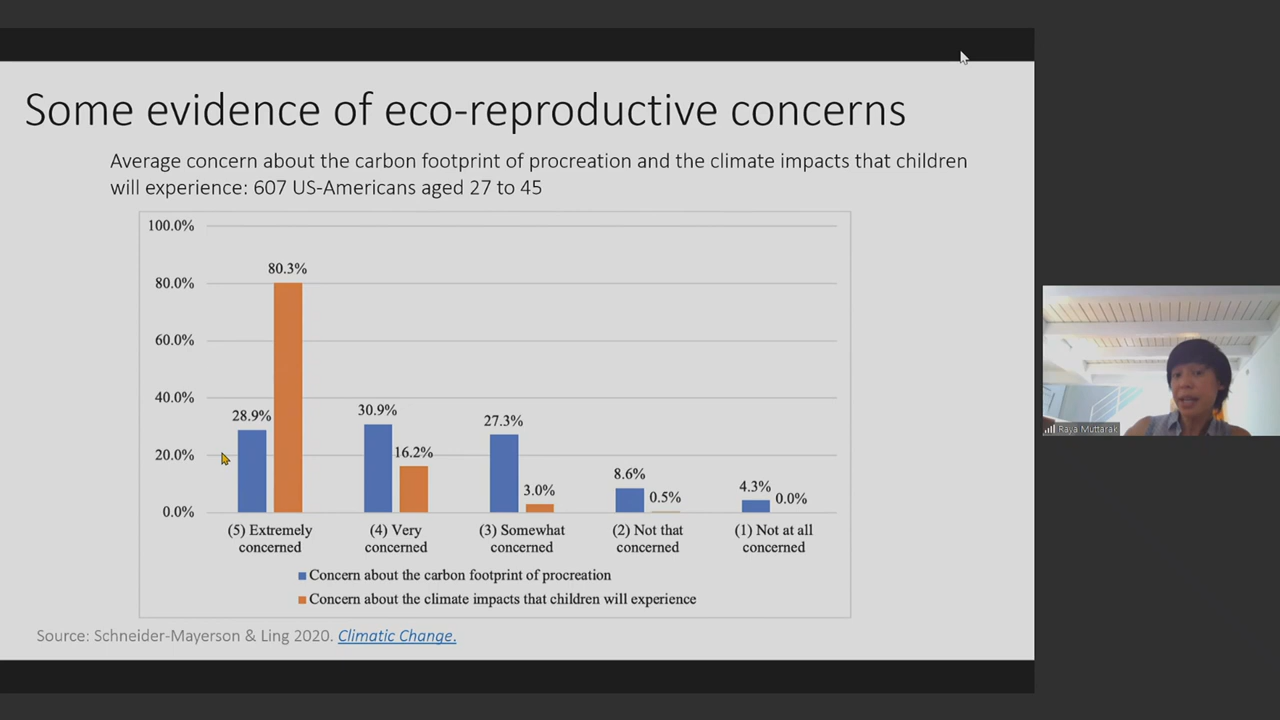 Some evidence of eco-reproductive concerns
Average concern about the carbon footprint of procreation and the climate impacts that children
will experience: 607 US-Americans aged 27 to 45
100.0%
80.0%
60.0%
40.0%
20.0%
0.0%
28.9%
80.3%
30.9%
16.2%
27.3%
3.0%
8.6%
0.5%
4.3%
0.0%
(5) Extremely
concerned
(4) Very
concerned
(3) Somewhat
concerned
(2) Not that
concerned
(1) Not at all
concerned
Concern about the carbon footprint of procreation
Concern about the climate impacts that children will experience
Source: Schneider-Mayerson & Ling 2020. Climatic Change.
Raya Muttarak